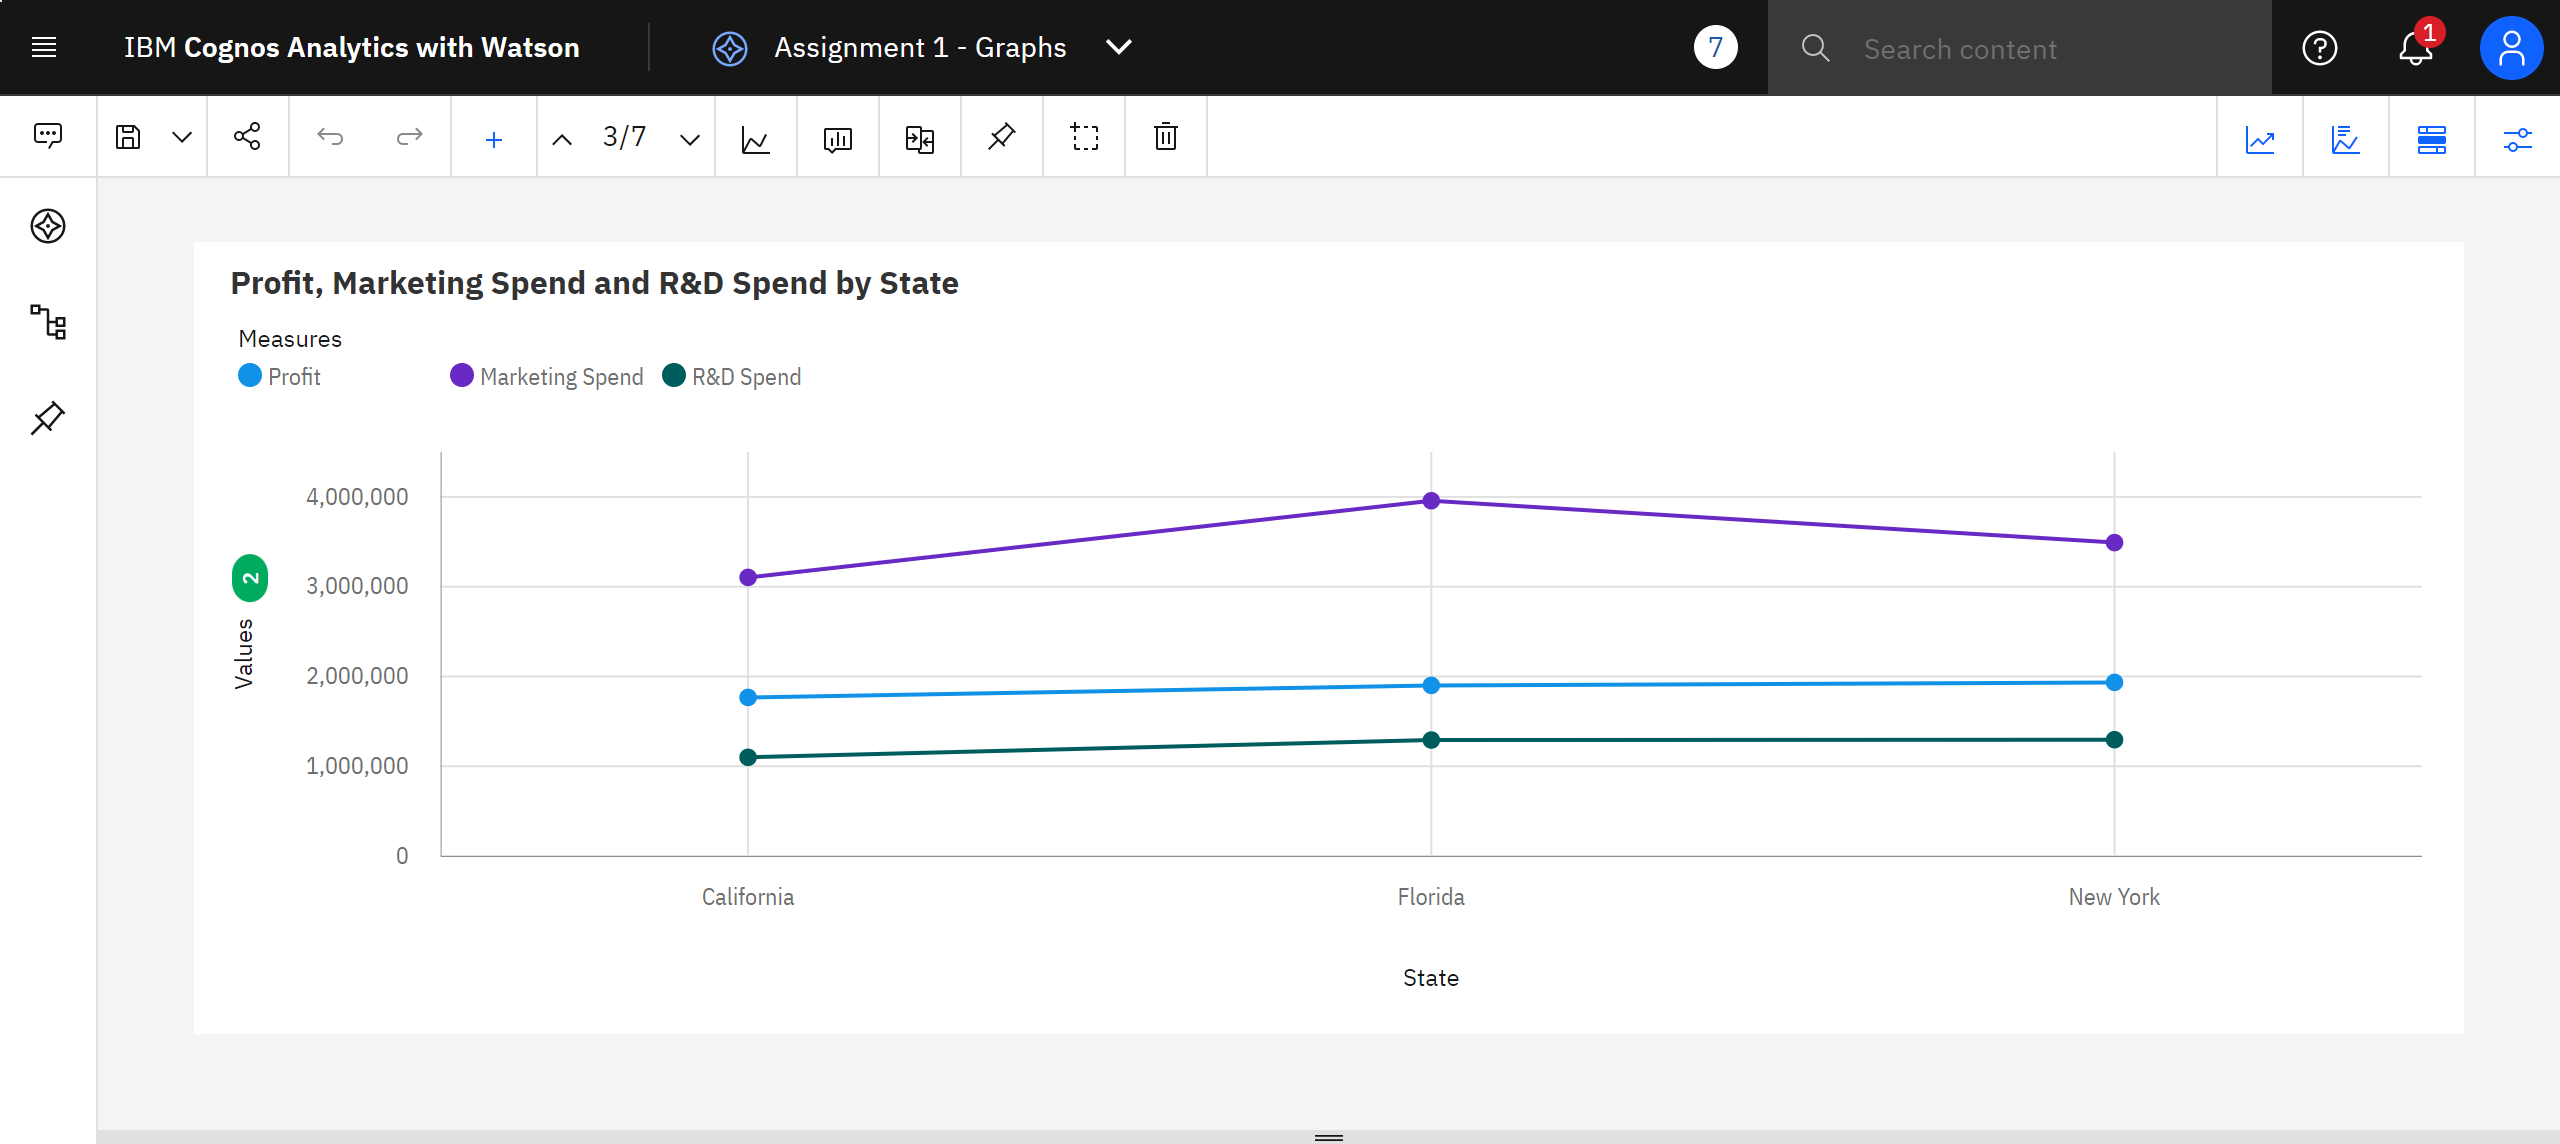 IBM Cognos Analytics with Watson
Assignment 1 - Graphs
7
Search content
1
3/7
Profit, Marketing Spend and R&D Spend by State
Measures
Profit Marketing Spend R&D Spend
4,000,000
3,000,000
2,000,000
1,000,000
0
2
Values
California Florida New York
State